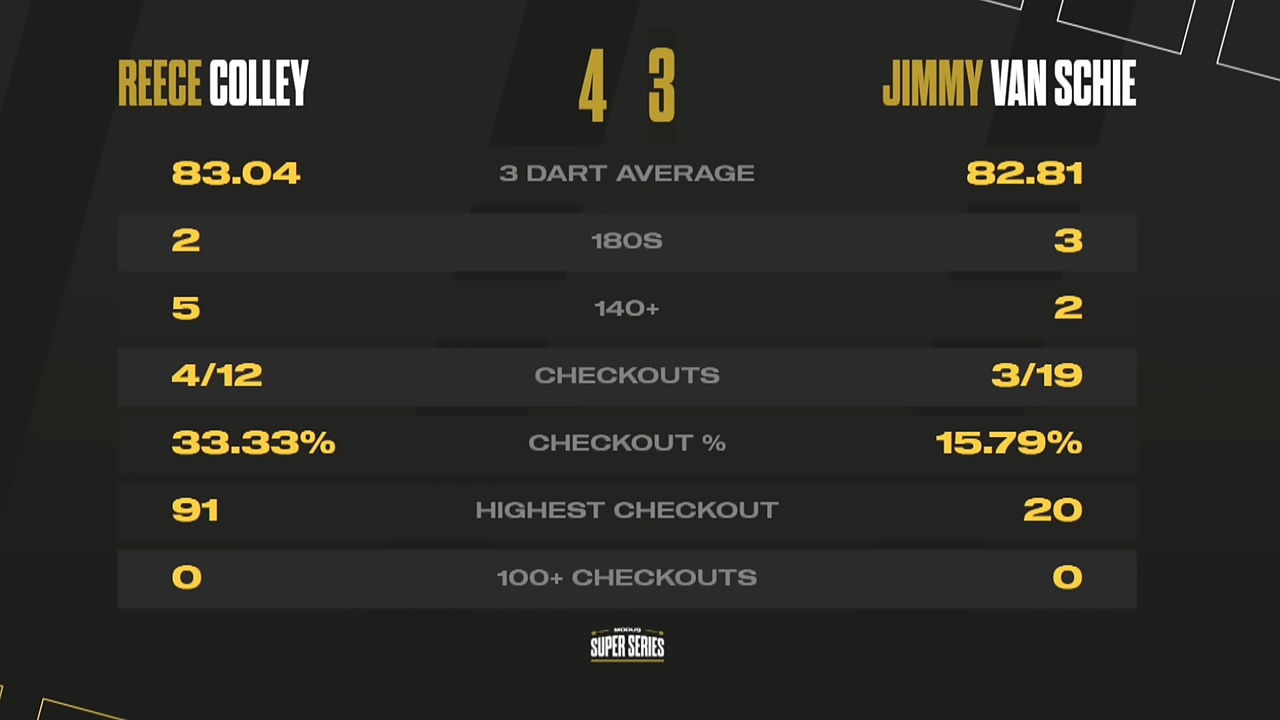 REECE COLLEY 4 3 JIMMY VAN SCHIE
83.04 3 DART AVERAGE 82.81
2 180S 3
5 140+ 2
4/12 CHECKOUTS 3/19
33.33% CHECKOUT % 15.79%
91 HIGHEST CHECKOUT 20
0 100+ CHECKOUTS 0
MODUS
SUPER SERIES